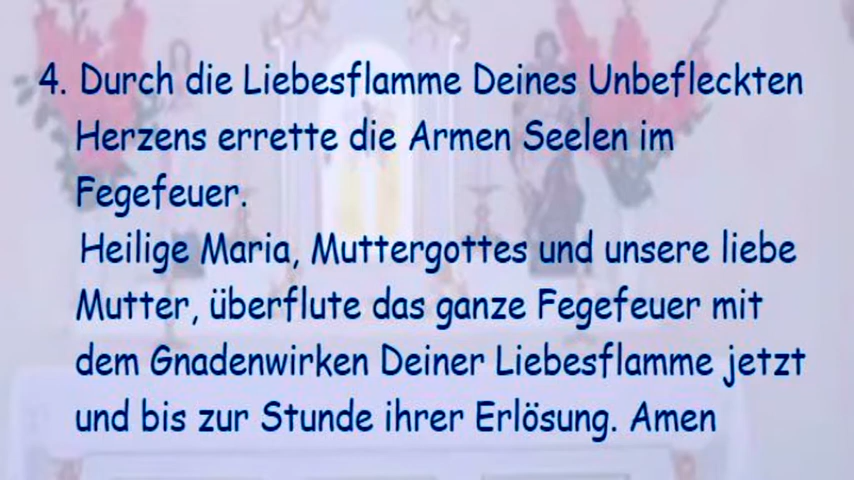 4. Durch die Liebesflamme Deines Unbefleckten
Herzens errette die Armen Seelen im
Fegefeuer.
Heilige Maria, Muttergottes und unsere liebe
Mutter, überflute das ganze Fegefeuer mit
dem Gnadenwirken Deiner Liebesflamme jetzt
und bis zur Stunde ihrer Erlösung. Amen